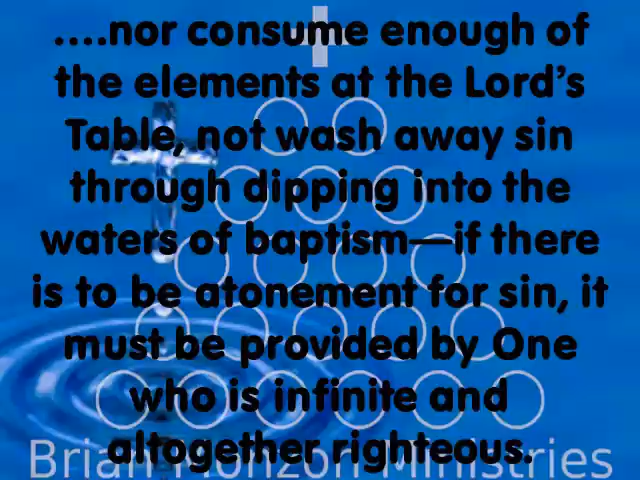 ....nor consume enough of
the elements at the Lord's
Table, not wash away sin
through dipping into the
waters of baptism—if there
is to be atonement for sin, it
must be provided by One
who is infinite and
altogether righteous.
Brian Monzon Ministries